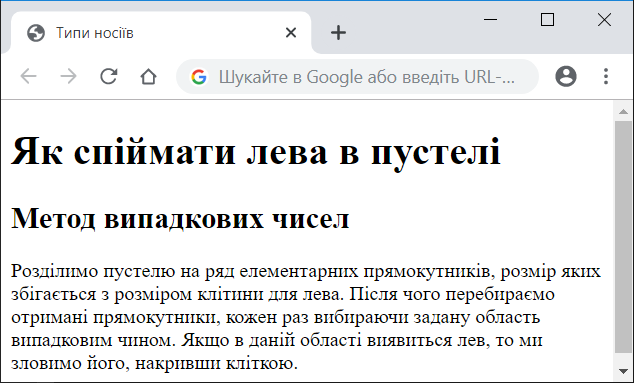 Типи носіїв
Шукайте в Google або введіть URL-...
Як спіймати лева в пустелі
Метод випадкових чисел
Розділимо пустелю на ряд елементарних прямокутників, розмір яких
збігається з розміром клітини для лева. Після чого перебираємо
отримані прямокутники, кожен раз вибираючи задану область
випадковим чином. Якщо в даній області виявиться лев, то ми
зловимо його, накривши кліткою.